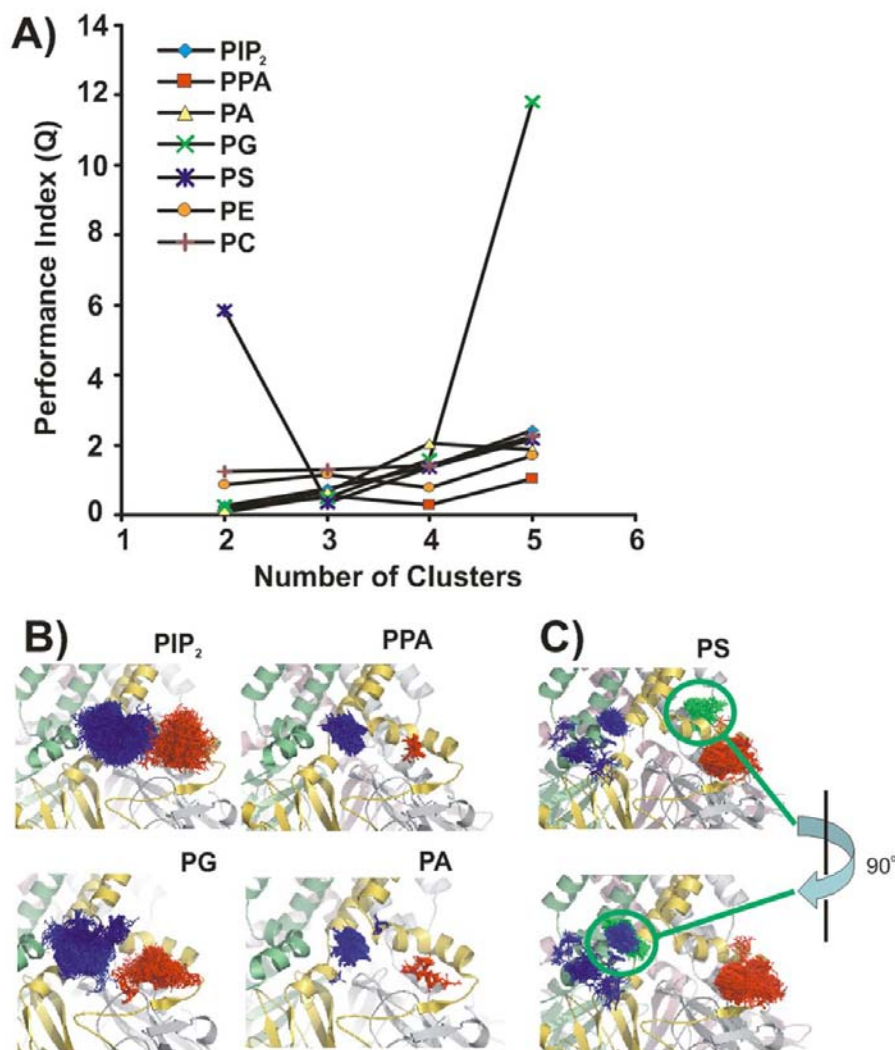 A)
14
12
10
8
6
4
2
0
Performance Index (Q)
PIP₂
PPA
PA
PG
PS
PE
PC
1 2 3 4 5 6
Number of Clusters
B)
PIP₂
PPA
C)
PS
PG
PA
90°